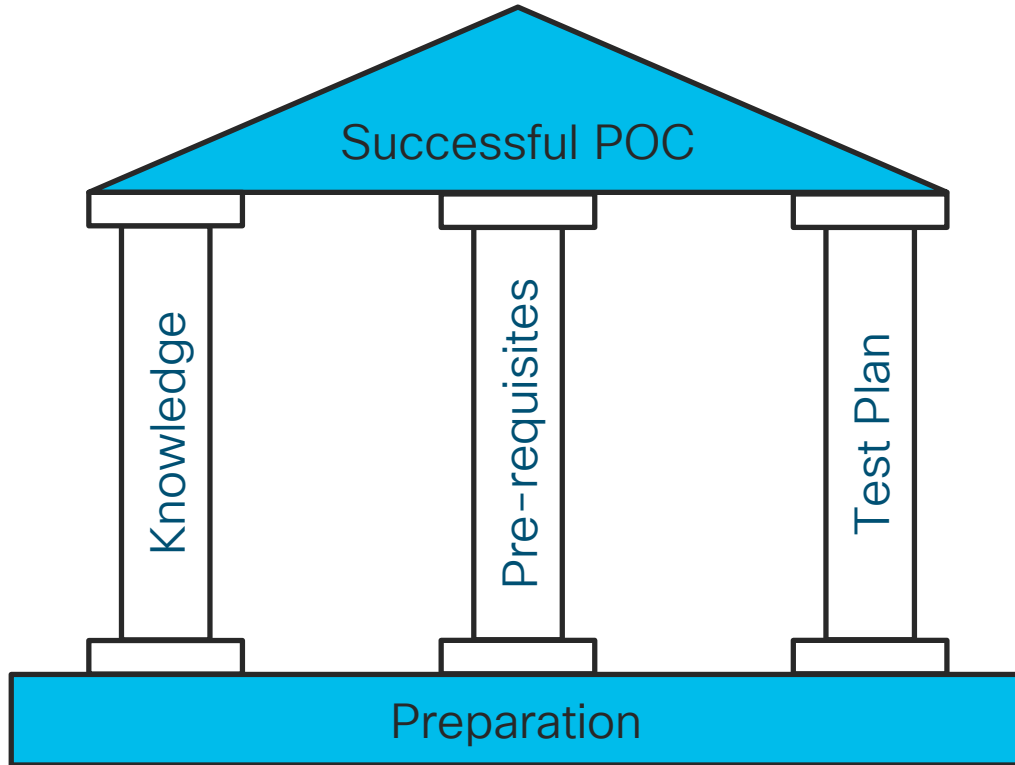 Successful POC
Knowledge
Pre-requisites
Test Plan
Preparation